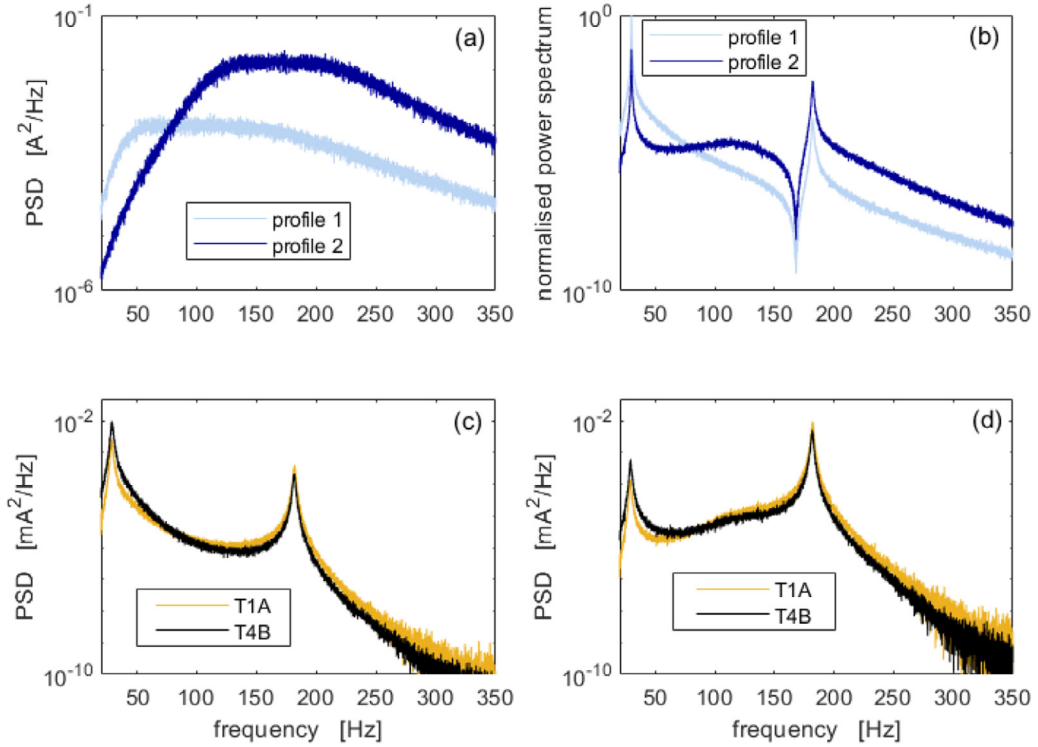 10^-1
(a)
PSD [A^2/Hz]
profile 1
profile 2
10^-6
50 100 150 200 250 300 350
10^0
(b)
normalised power spectrum
profile 1
profile 2
10^-10
50 100 150 200 250 300 350
10^-2
(c)
PSD [mA^2/Hz]
T1A
T4B
10^-10
50 100 150 200 250 300 350
frequency [Hz]
10^-2
(d)
PSD [mA^2/Hz]
T1A
T4B
10^-10
50 100 150 200 250 300 350
frequency [Hz]